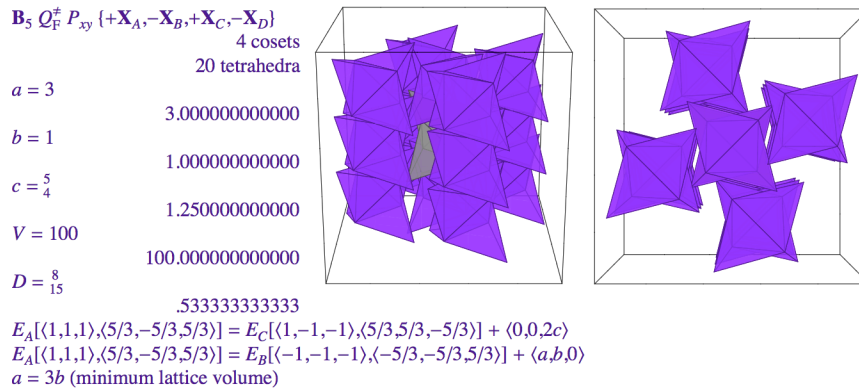 B₅ Q_F^≠ P_xy {+X_A,−X_B,+X_C,−X_D}
4 cosets
20 tetrahedra
a = 3
3.000000000000
b = 1
1.000000000000
c = 5/4
1.250000000000
V = 100
100.000000000000
D = 8/15
.533333333333
E_A[⟨1,1,1⟩,⟨5/3,−5/3,5/3⟩] = E_C[⟨1,−1,−1⟩,⟨5/3,5/3,−5/3⟩] + ⟨0,0,2c⟩
E_A[⟨1,1,1⟩,⟨5/3,−5/3,5/3⟩] = E_B[⟨−1,−1,−1⟩,⟨−5/3,−5/3,5/3⟩] + ⟨a,b,0⟩
a = 3b (minimum lattice volume)